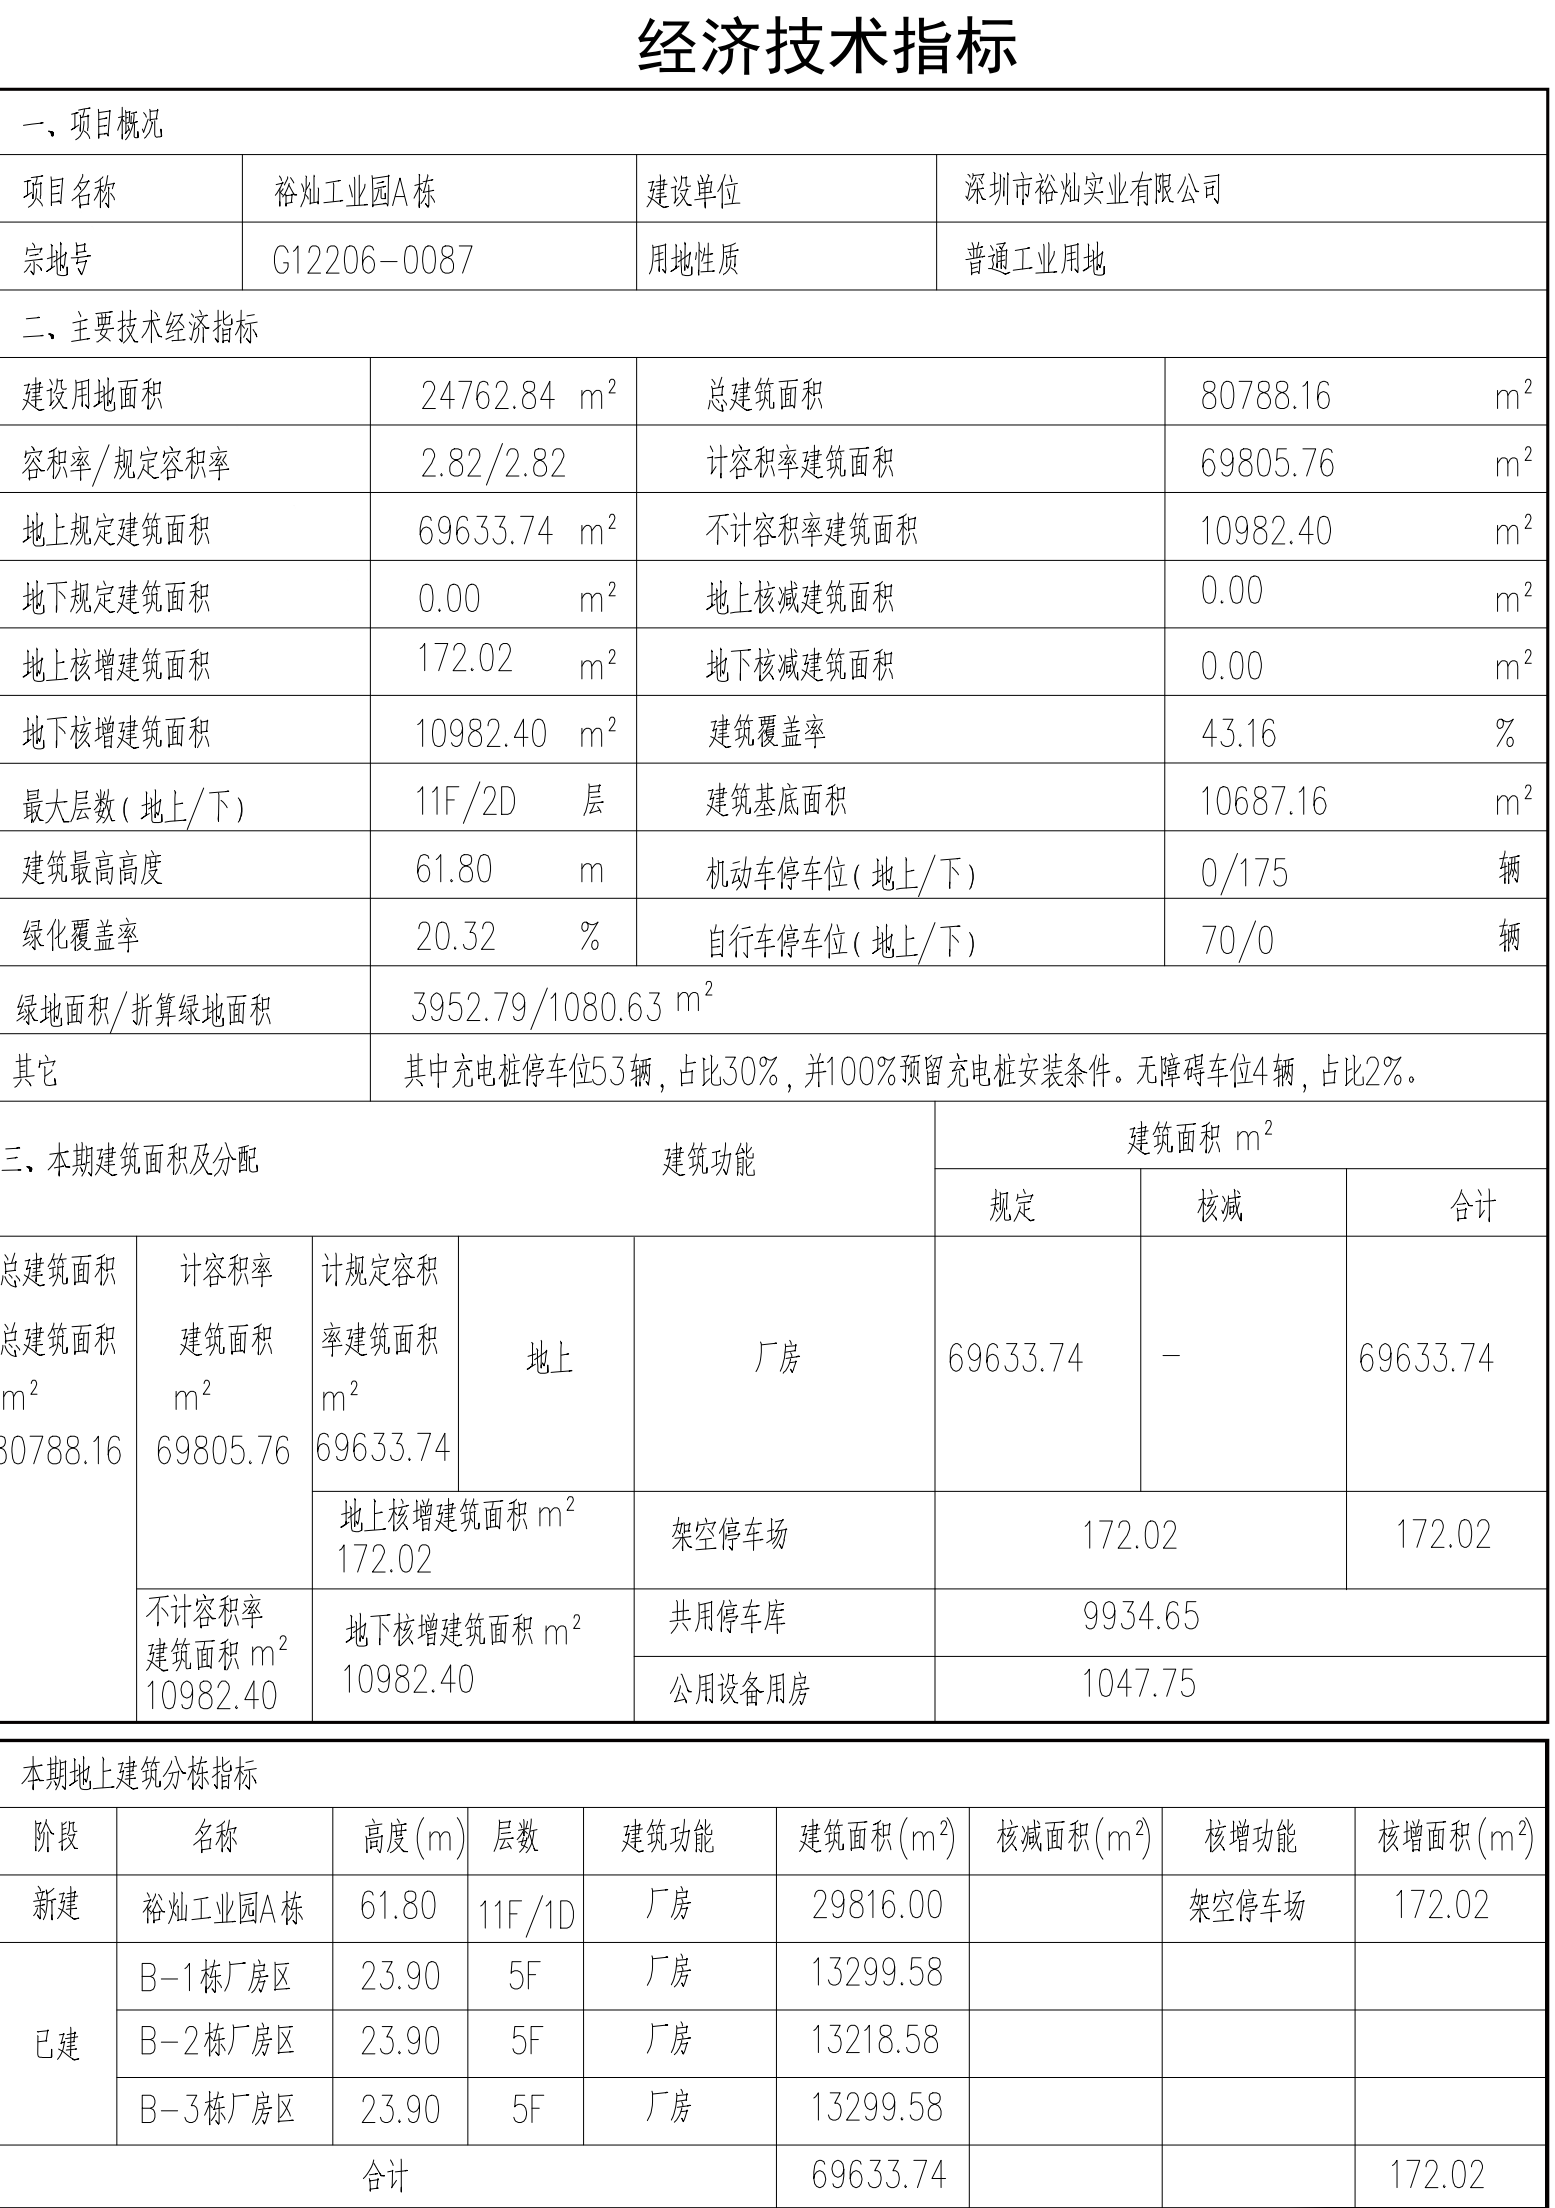 经济技术指标
一、项目概况
项目名称 裕灿工业园A栋 建设单位 深圳市裕灿实业有限公司
宗地号 G12206-0087 用地性质 普通工业用地
二、主要技术经济指标
建设用地面积 24762.84 m² 总建筑面积 80788.16 m²
容积率/规定容积率 2.82/2.82 计容积率建筑面积 69805.76 m²
地上规定建筑面积 69633.74 m² 不计容积率建筑面积 10982.40 m²
地下规定建筑面积 0.00 m² 地上核减建筑面积 0.00 m²
地上核增建筑面积 172.02 m² 地下核减建筑面积 0.00 m²
地下核增建筑面积 10982.40 m² 建筑覆盖率 43.16 %
最大层数(地上/下) 11F/2D 层 建筑基底面积 10687.16 m²
建筑最高高度 61.80 m 机动车停车位(地上/下) 0/175 辆
绿化覆盖率 20.32 % 自行车停车位(地上/下) 70/0 辆
绿地面积/折算绿地面积 3952.79/1080.63 m²
其它 其中充电桩停车位53辆,占比30%,并100%预留充电桩安装条件。无障碍车位4辆,占比2%。
三、本期建筑面积及分配 建筑功能 建筑面积 m²
规定 核减 合计
总建筑面积 计容积率 计规定容积
总建筑面积 建筑面积 率建筑面积 地上 厂房 69633.74 - 69633.74
m² m² m²
80788.16 69805.76 69633.74
地上核增建筑面积 m² 架空停车场 172.02 172.02
172.02
不计容积率 地下核增建筑面积 m² 共用停车库 9934.65
建筑面积 m²
10982.40 10982.40 公用设备用房 1047.75
本期地上建筑分栋指标
阶段 名称 高度(m) 层数 建筑功能 建筑面积(m²) 核减面积(m²) 核增功能 核增面积(m²)
新建 裕灿工业园A栋 61.80 11F/1D 厂房 29816.00 架空停车场 172.02
B-1栋厂房区 23.90 5F 厂房 13299.58
已建 B-2栋厂房区 23.90 5F 厂房 13218.58
B-3栋厂房区 23.90 5F 厂房 13299.58
合计 69633.74 172.02